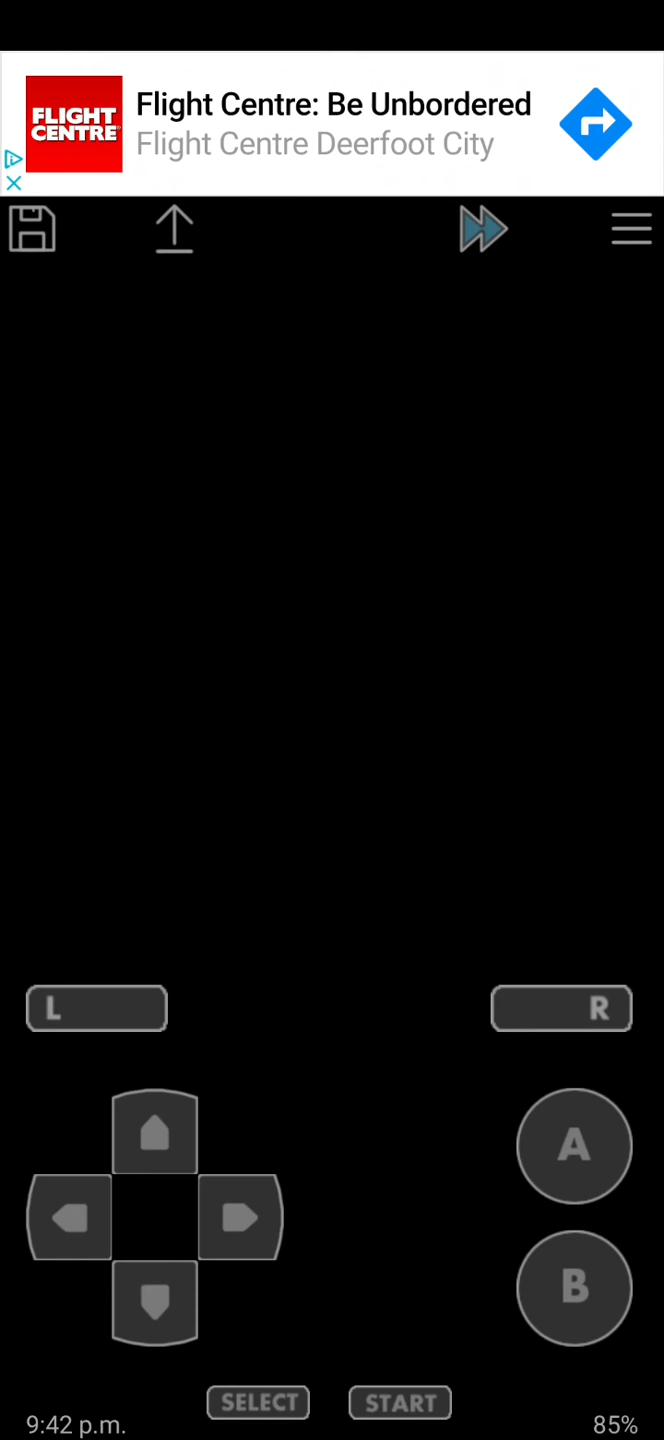 FLIGHT
CENTRE
Flight Centre: Be Unbordered
Flight Centre Deerfoot City
L
R
A
B
SELECT
START
9:42 p.m.
85%